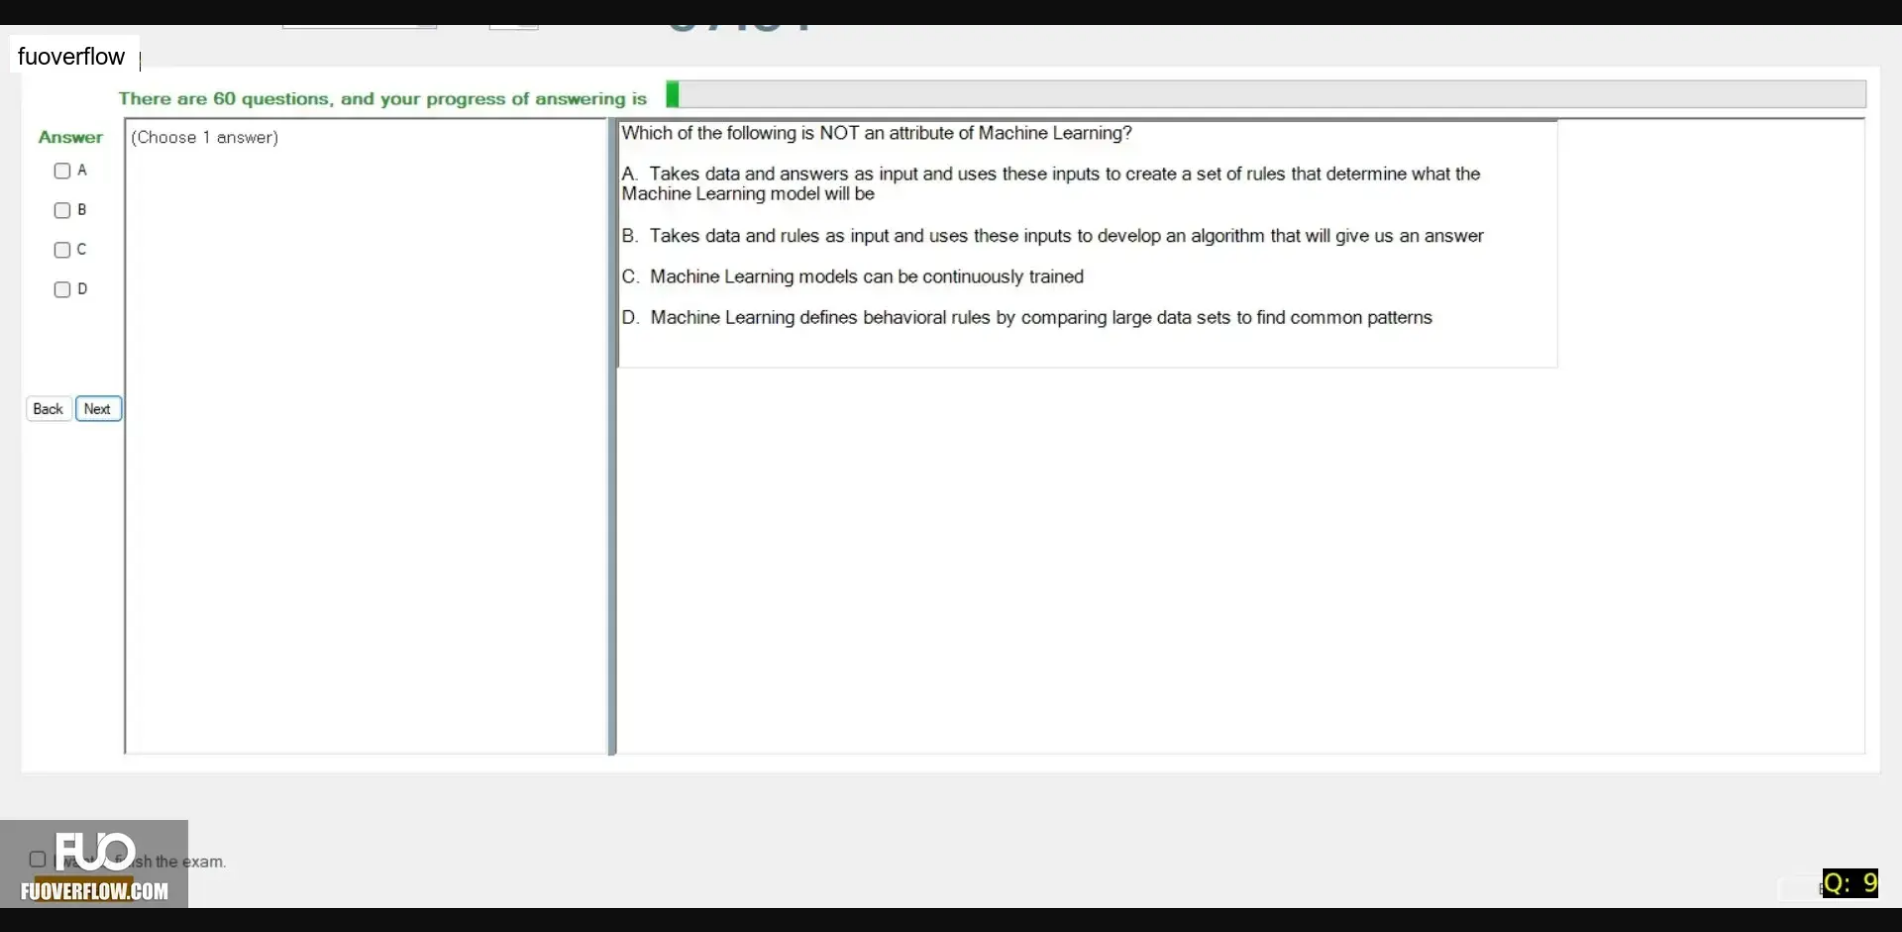 fuoverflow
There are 60 questions, and your progress of answering is
Answer
(Choose 1 answer)
A
B
C
D
Back Next
Which of the following is NOT an attribute of Machine Learning?
A. Takes data and answers as input and uses these inputs to create a set of rules that determine what the
Machine Learning model will be
B. Takes data and rules as input and uses these inputs to develop an algorithm that will give us an answer
C. Machine Learning models can be continuously trained
D. Machine Learning defines behavioral rules by comparing large data sets to find common patterns
FUO
the exam.
FUOVERFLOW.COM
Q: 9